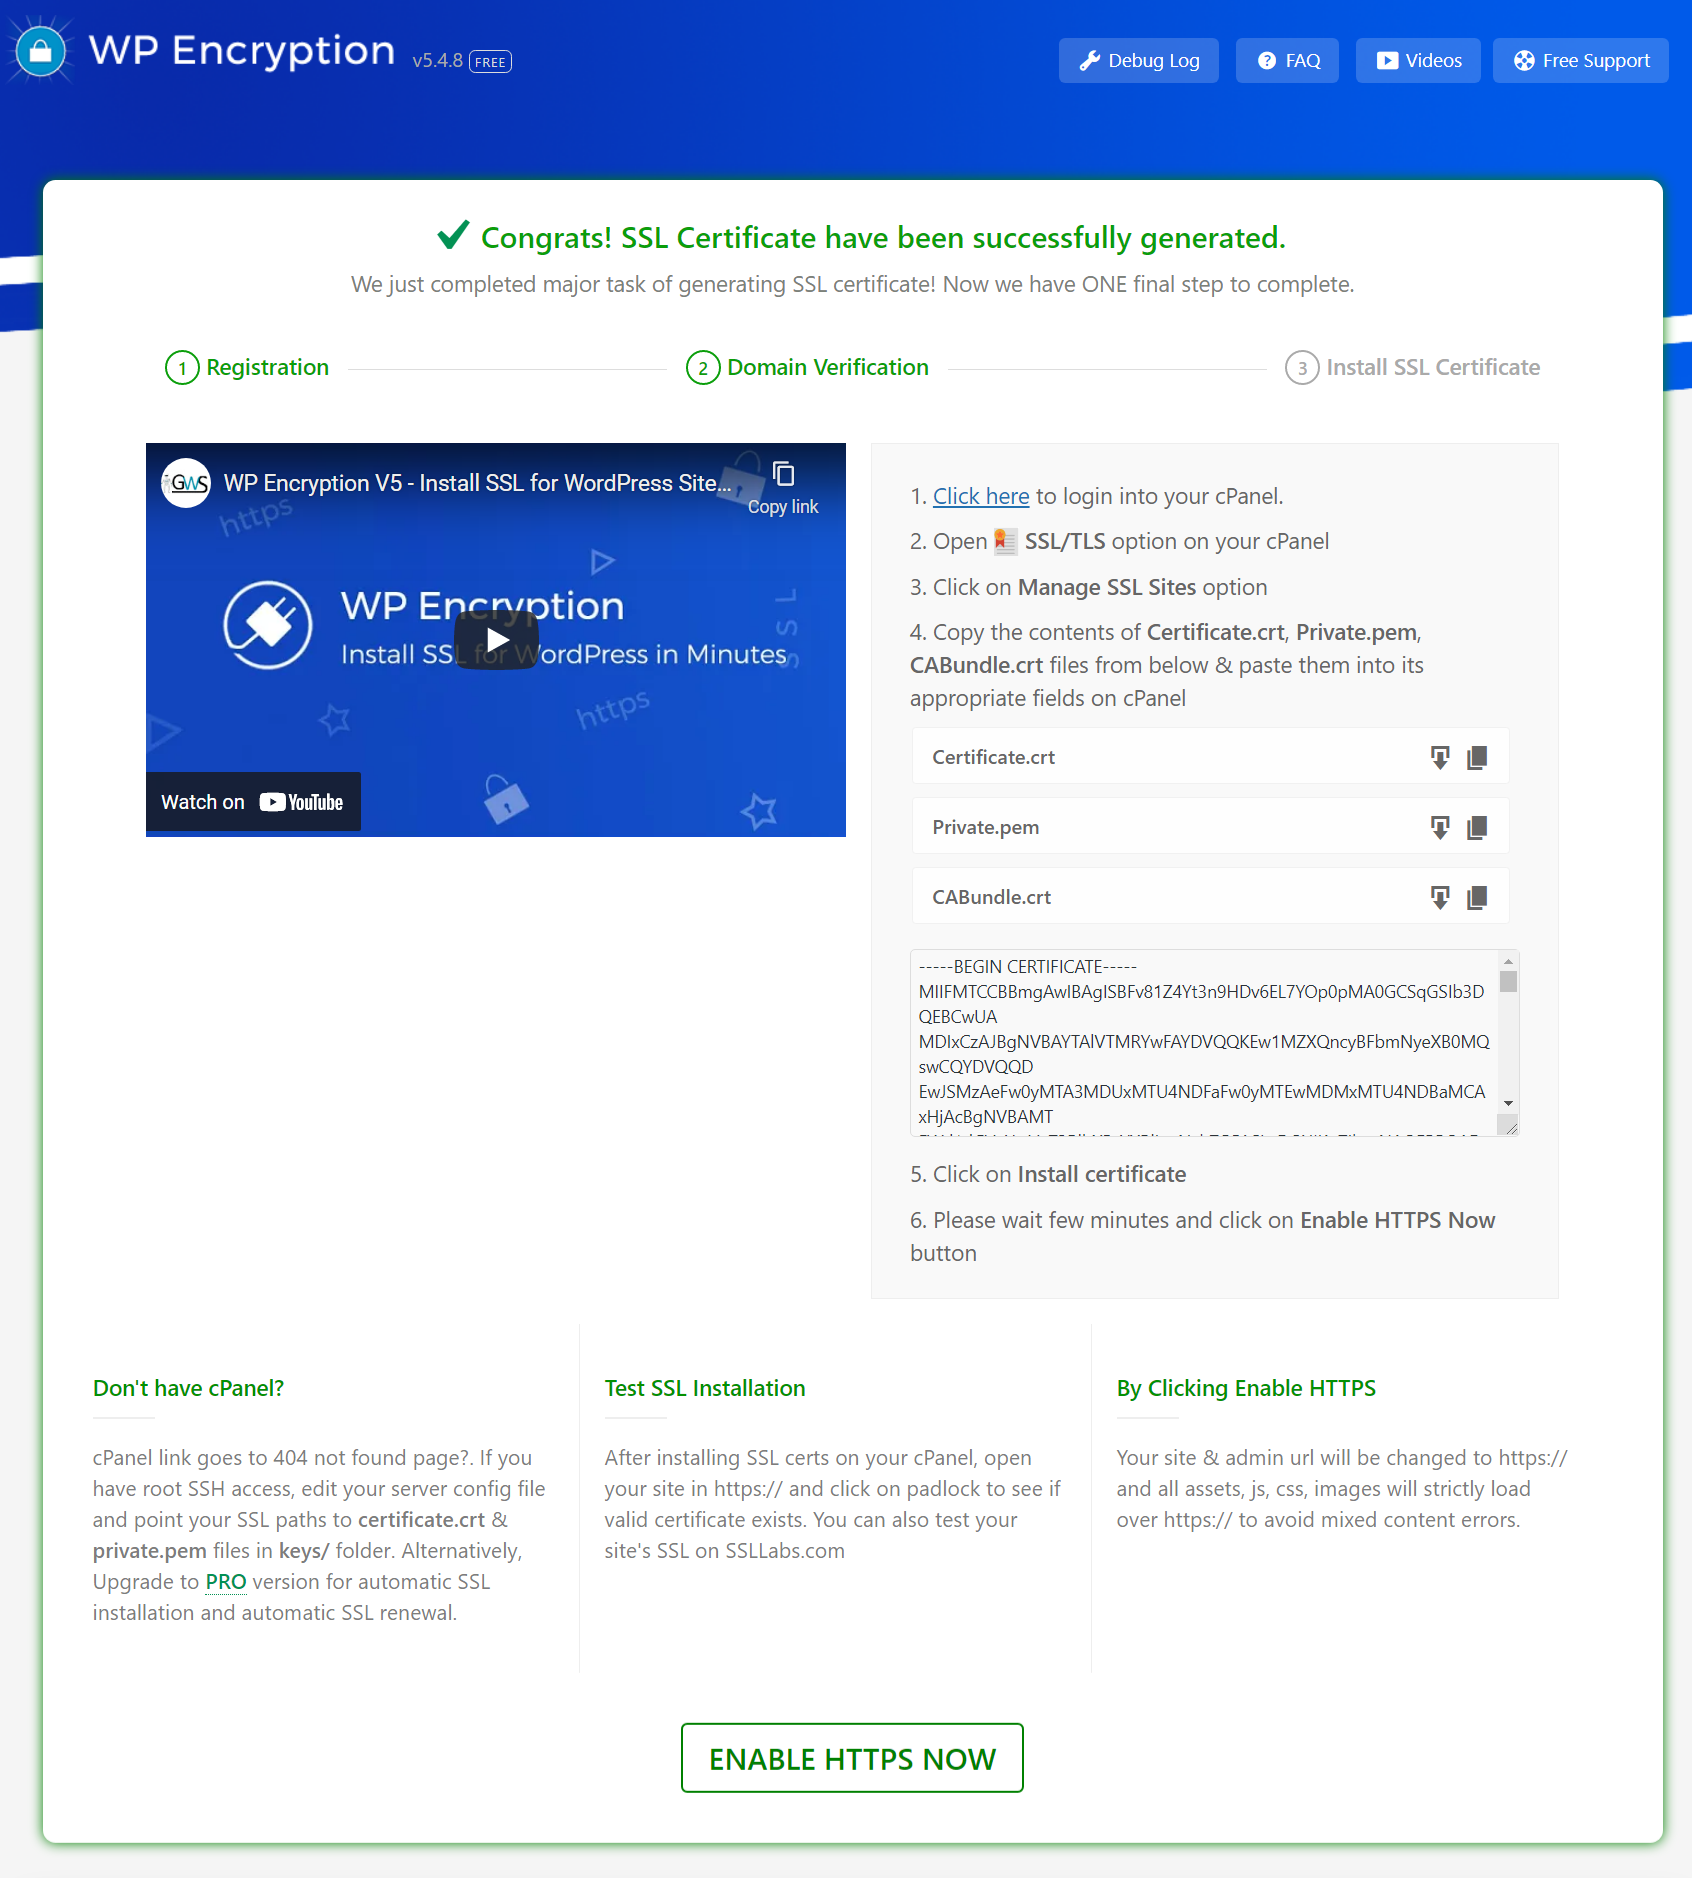 WP Encryption v5.4.8 FREE
Debug Log
FAQ
Videos
Free Support
Congrats! SSL Certificate have been successfully generated.
We just completed major task of generating SSL certificate! Now we have ONE final step to complete.
1 Registration
2 Domain Verification
3 Install SSL Certificate
GWS
WP Encryption V5 - Install SSL for WordPress Site...
Copy link
https
WP Encryption
Install SSL for WordPress in Minutes
SSL
https
Watch on YouTube
1. Click here to login into your cPanel.
2. Open SSL/TLS option on your cPanel
3. Click on Manage SSL Sites option
4. Copy the contents of Certificate.crt, Private.pem,
CABundle.crt files from below & paste them into its
appropriate fields on cPanel
Certificate.crt
Private.pem
CABundle.crt
-----BEGIN CERTIFICATE-----
MIIFMTCCBBmgAwIBAgISBFv81Z4Yt3n9HDv6EL7YOp0pMA0GCSqGSIb3D
QEBCwUA
MDIxCzAJBgNVBAYTAlVTMRYwFAYDVQQKEw1MZXQncyBFbmNyeXB0MQ
swCQYDVQQD
EwJSMzAeFw0yMTA3MDUxMTU4NDFaFw0yMTEwMDMxMTU4NDBaMCA
xHjAcBgNVBAMT
5. Click on Install certificate
6. Please wait few minutes and click on Enable HTTPS Now
button
Don't have cPanel?
cPanel link goes to 404 not found page?. If you
have root SSH access, edit your server config file
and point your SSL paths to certificate.crt &
private.pem files in keys/ folder. Alternatively,
Upgrade to PRO version for automatic SSL
installation and automatic SSL renewal.
Test SSL Installation
After installing SSL certs on your cPanel, open
your site in https:// and click on padlock to see if
valid certificate exists. You can also test your
site's SSL on SSLLabs.com
By Clicking Enable HTTPS
Your site & admin url will be changed to https://
and all assets, js, css, images will strictly load
over https:// to avoid mixed content errors.
ENABLE HTTPS NOW